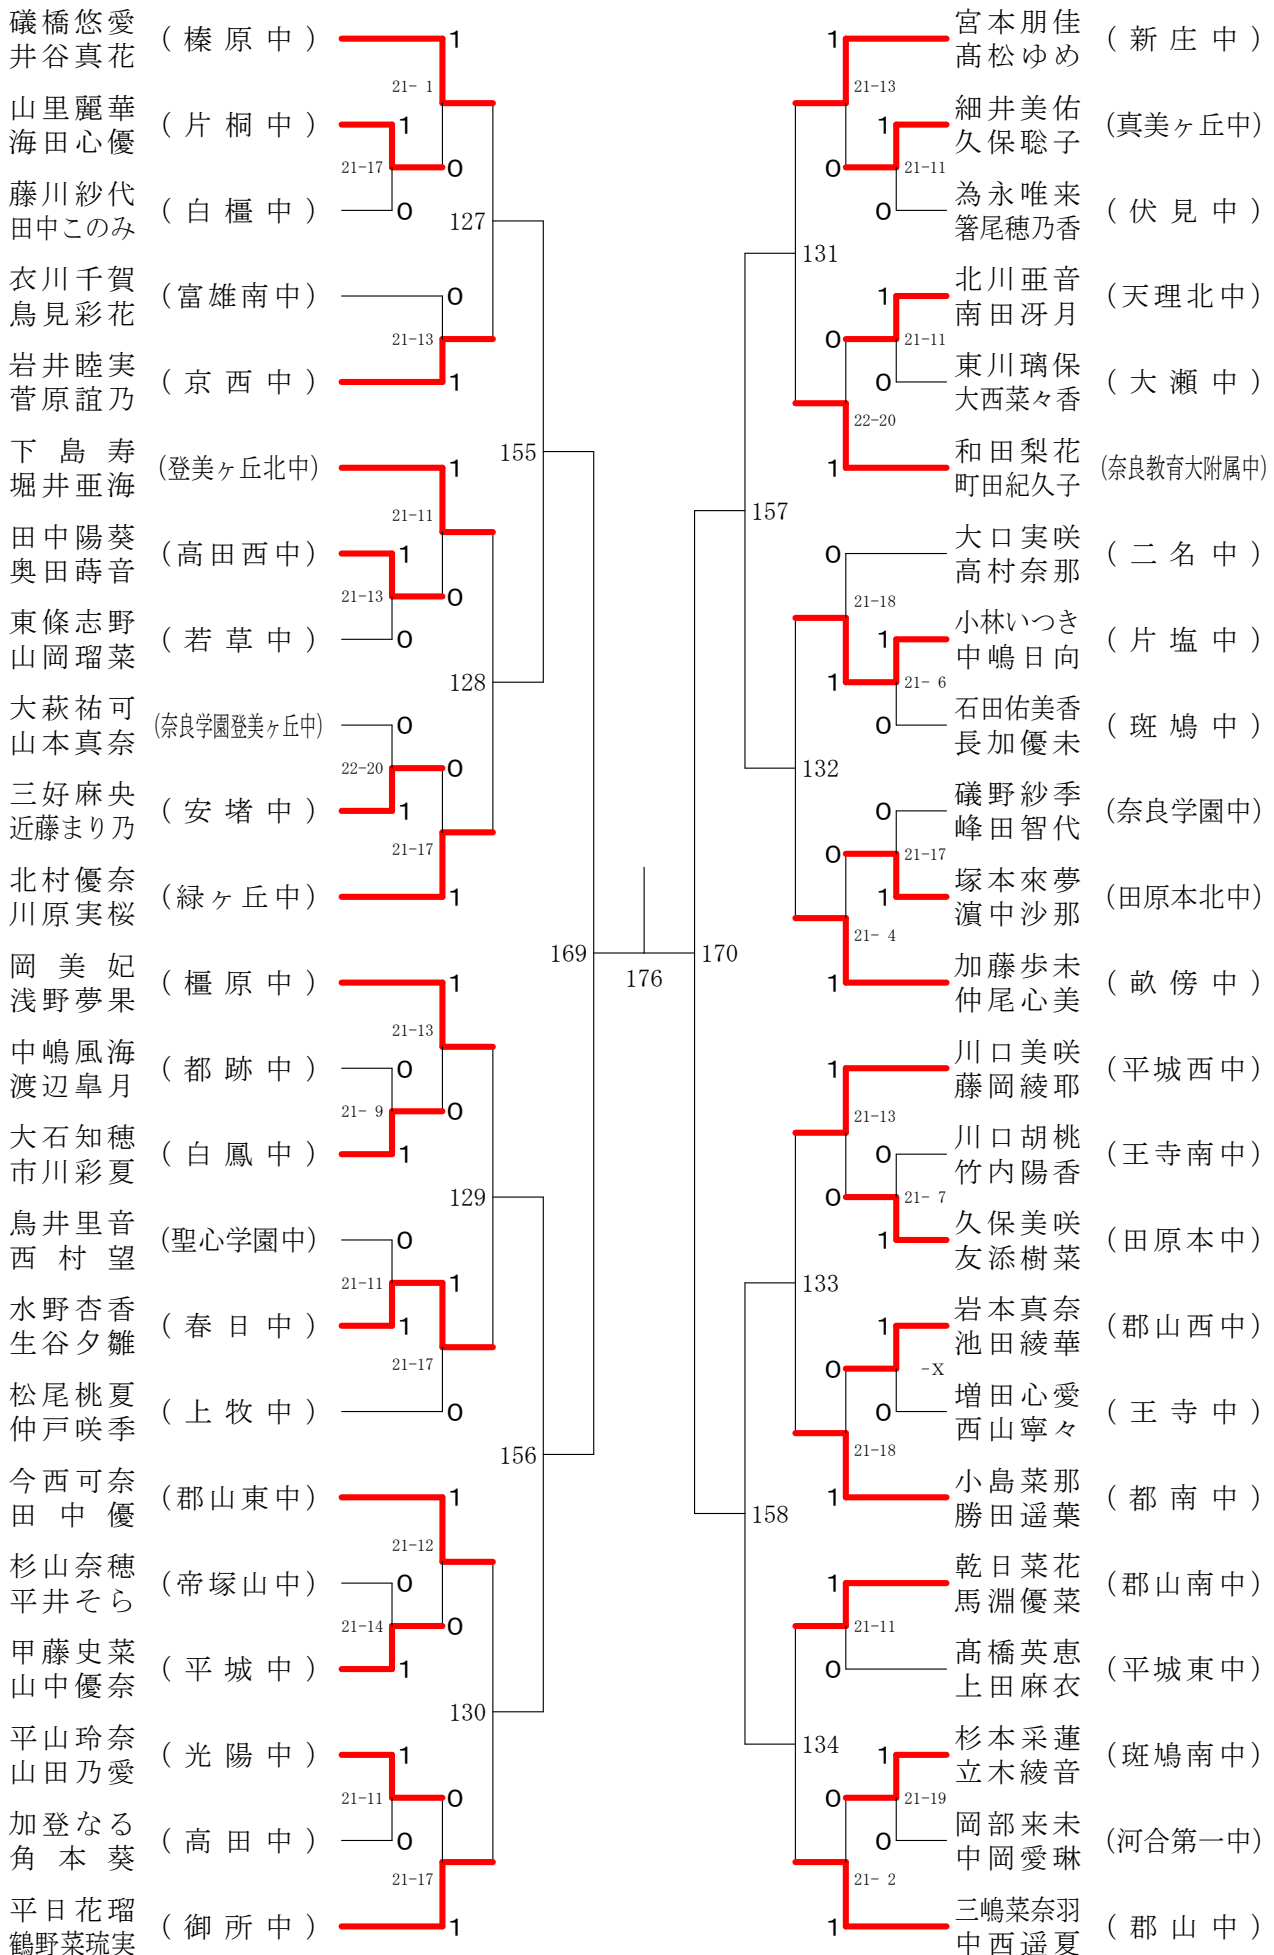 礒橋悠愛
井谷真花
(榛原中)
1
21- 1
山里麗華
海田心優
(片桐中)
1
21-17
0
藤川紗代
田中このみ
(白橿中)
0
127
衣川千賀
鳥見彩花
(富雄南中)
0
21-13
岩井睦実
菅原誼乃
(京西中)
1
下島寿
堀井亜海
(登美ヶ丘北中)
1
155
21-11
田中陽葵
奥田蒔音
(高田西中)
1
21-13
0
東條志野
山岡瑠菜
(若草中)
0
128
大萩祐可
山本真奈
(奈良学園登美ヶ丘中)
0
22-20
0
三好麻央
近藤まり乃
(安堵中)
1
21-17
北村優奈
川原実桜
(緑ヶ丘中)
1
169
176
170
岡美妃
浅野夢果
(橿原中)
1
21-13
中嶋風海
渡辺皐月
(都跡中)
0
21- 9
0
大石知穂
市川彩夏
(白鳳中)
1
129
鳥井里音
西村望
(聖心学園中)
0
21-11
1
水野杏香
生谷夕雛
(春日中)
1
21-17
松尾桃夏
仲戸咲季
(上牧中)
0
156
今西可奈
田中優
(郡山東中)
1
21-12
杉山奈穂
平井そら
(帝塚山中)
0
21-14
0
甲藤史菜
山中優奈
(平城中)
1
130
平山玲奈
山田乃愛
(光陽中)
1
21-11
0
加登なる
角本葵
(高田中)
0
21-17
平日花瑠
鶴野菜琉実
(御所中)
1
1
宮本朋佳
髙松ゆめ
(新庄中)
21-13
1
細井美佑
久保聡子
(真美ヶ丘中)
0
21-11
0
為永唯来
箸尾穂乃香
(伏見中)
131
1
北川亜音
南田冴月
(天理北中)
0
21-11
0
東川璃保
大西菜々香
(大瀬中)
22-20
1
和田梨花
町田紀久子
(奈良教育大附属中)
157
0
大口実咲
高村奈那
(二名中)
21-18
1
小林いつき
中嶋日向
(片塩中)
1
21- 6
0
石田佑美香
長加優未
(斑鳩中)
132
0
礒野紗季
峰田智代
(奈良学園中)
0
21-17
1
塚本來夢
濵中沙那
(田原本北中)
21- 4
1
加藤歩未
仲尾心美
(畝傍中)
1
川口美咲
藤岡綾耶
(平城西中)
21-13
0
川口胡桃
竹内陽香
(王寺南中)
0
21- 7
1
久保美咲
友添樹菜
(田原本中)
133
1
岩本真奈
池田綾華
(郡山西中)
0
-X
0
増田心愛
西山寧々
(王寺中)
21-18
1
小島菜那
勝田遥葉
(都南中)
158
1
乾日菜花
馬淵優菜
(郡山南中)
21-11
0
髙橋英恵
上田麻衣
(平城東中)
134
1
杉本采蓮
立木綾音
(斑鳩南中)
0
21-19
0
岡部来未
中岡愛琳
(河合第一中)
21- 2
1
三嶋菜奈羽
中西遥夏
(郡山中)